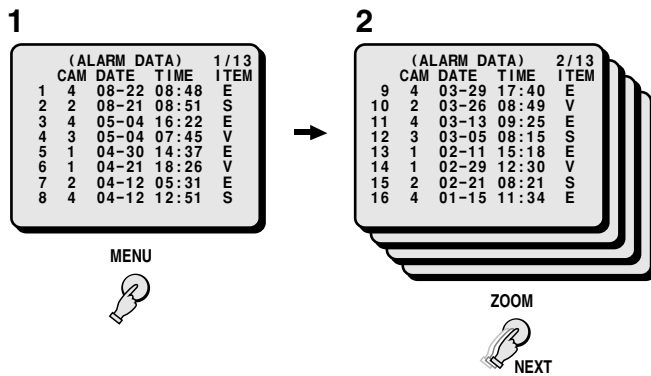 1
(ALARM DATA) 1/13
CAM DATE TIME ITEM
1 4 08-22 08:48 E
2 2 08-21 08:51 S
3 4 05-04 16:22 E
4 3 05-04 07:45 V
5 1 04-30 14:37 E
6 1 04-21 18:26 V
7 2 04-12 05:31 E
8 4 04-12 12:51 S
MENU
2
(ALARM DATA) 2/13
CAM DATE TIME ITEM
9 4 03-29 17:40 E
10 2 03-26 08:49 V
11 4 03-13 09:25 E
12 3 03-05 08:15 S
13 1 02-11 15:18 E
14 1 02-29 12:30 V
15 2 02-21 08:21 S
16 4 01-15 11:34 E
ZOOM
NEXT